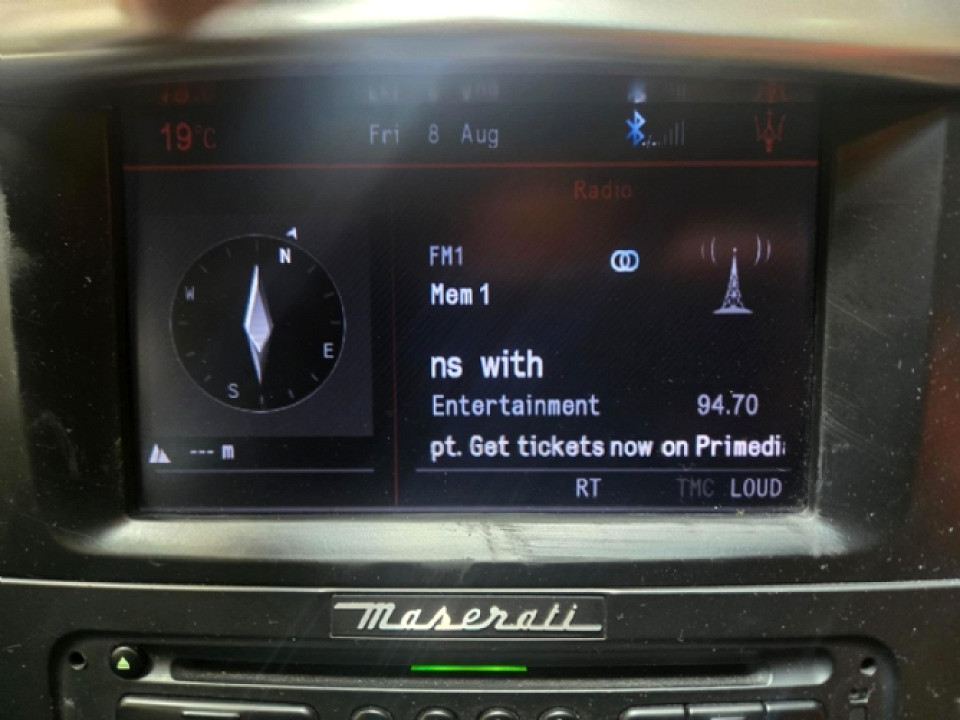 19°C
Fri 8 Aug
Radio
N
W
E
S
FM1
Mem 1
ns with
Entertainment 94.70
--- m
pt. Get tickets now on Primedi
RT TMC LOUD
Maserati